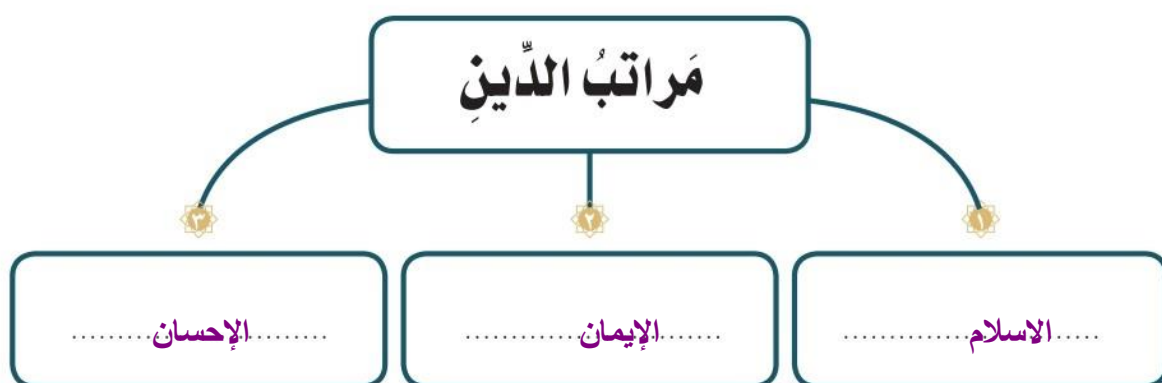 مَراتبُ الدِّينِ
١ ٢ ٣
الاسلام الإيمان الإحسان